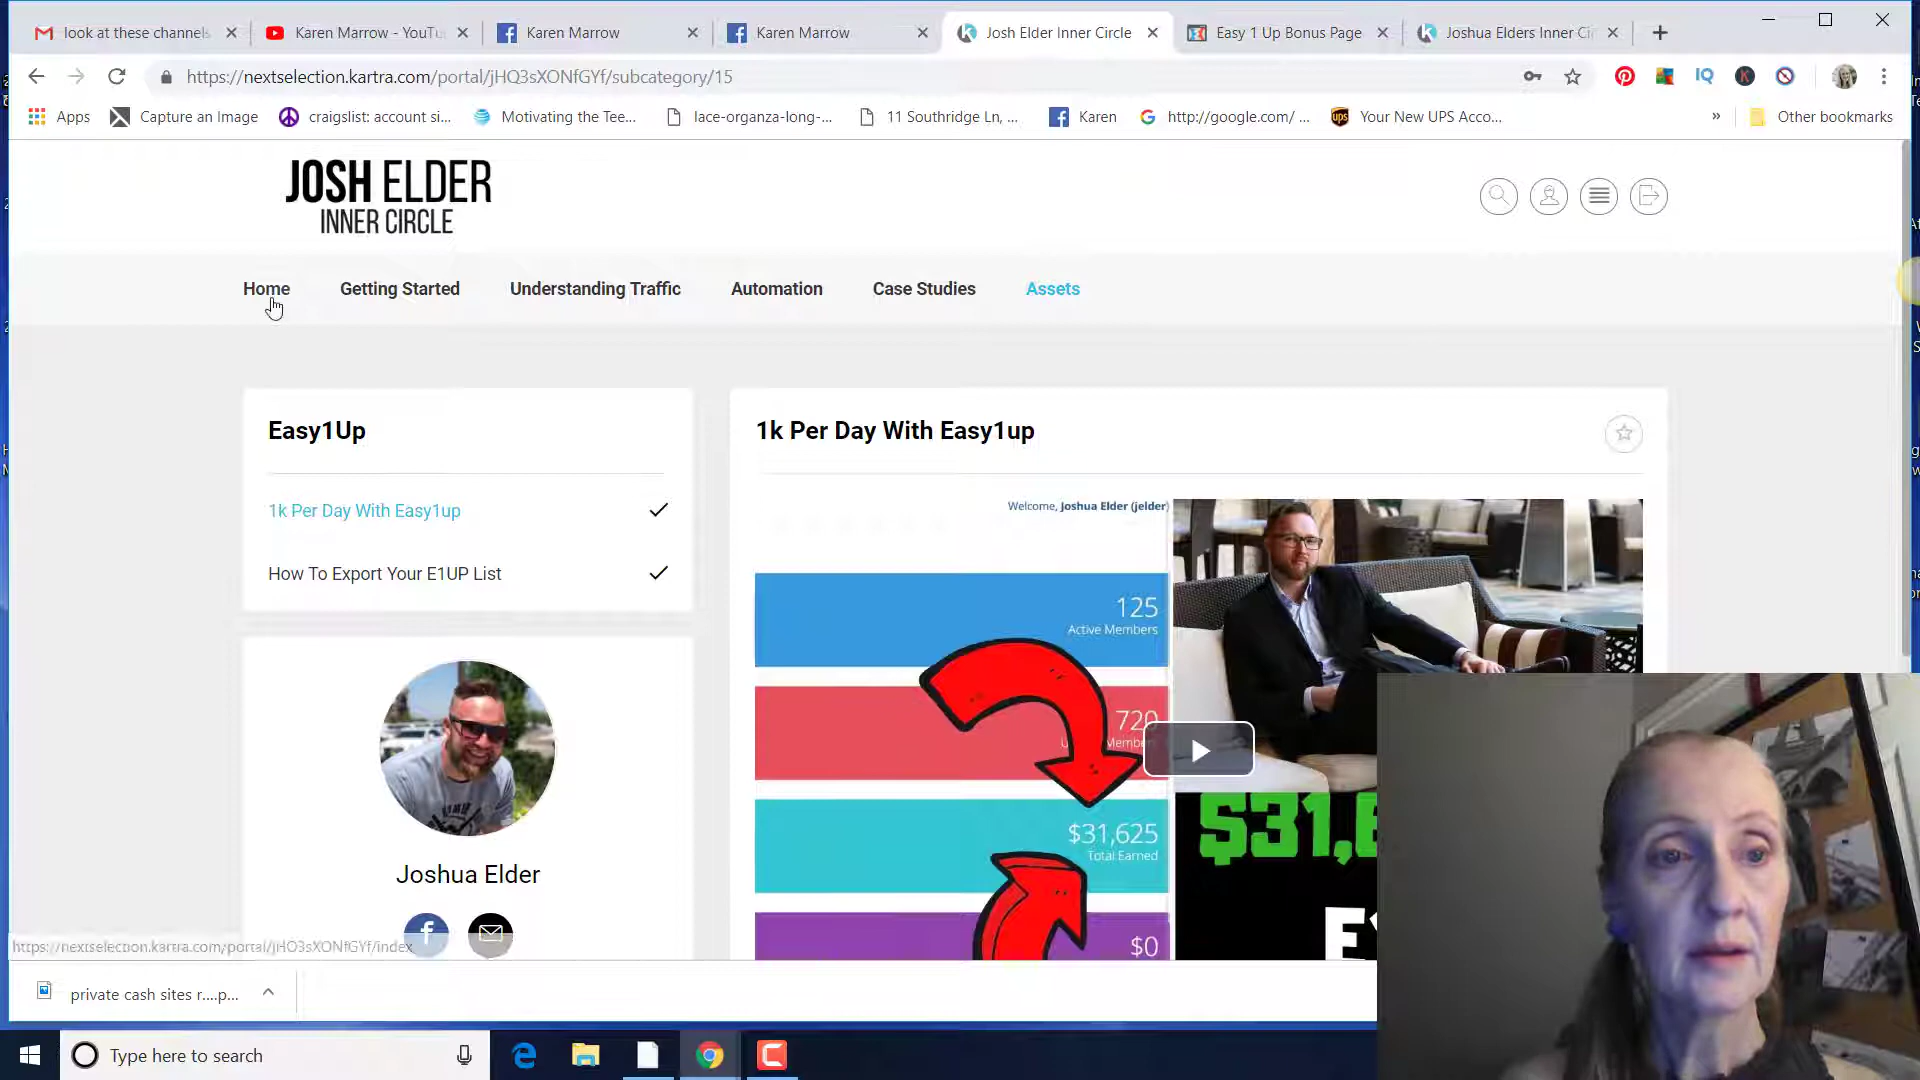 look at these channels
Karen Marrow - YouTu
Karen Marrow
Karen Marrow
Josh Elder Inner Circle
Easy 1 Up Bonus Page
Joshua Elders Inner Ci
https://nextselection.kartra.com/portal/jHQ3sXONfGYf/subcategory/15
IQ
K
Apps
Capture an Image
craigslist: account si...
Motivating the Tee...
lace-organza-long-...
11 Southridge Ln, ...
Karen
http://google.com/ ...
ups
Your New UPS Acco...
»
Other bookmarks
JOSH ELDER
INNER CIRCLE
Home
Getting Started
Understanding Traffic
Automation
Case Studies
Assets
Easy1Up
1k Per Day With Easy1up
How To Export Your E1UP List
Joshua Elder
1k Per Day With Easy1up
Welcome, Joshua Elder (jelder)
125
Active Members
720
$31,625
Total Earned
$0
$31,6
E1
https://nextselection.kartra.com/portal/jHQ3sXONfGYf/index
private cash sites r....p...
Type here to search